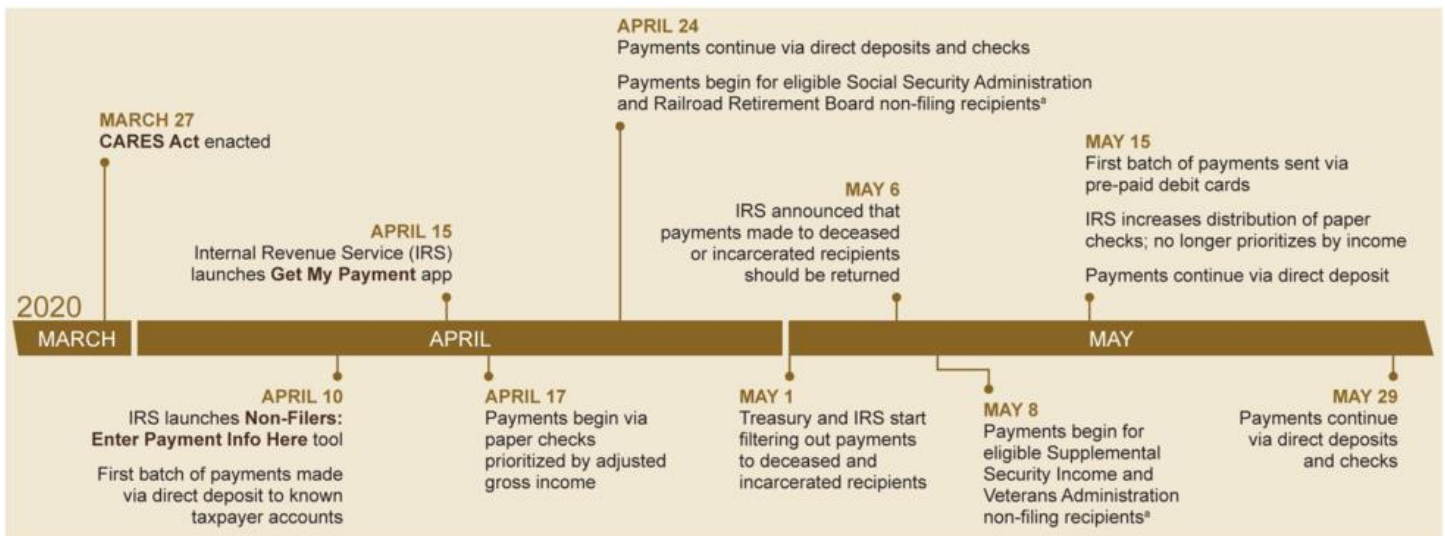 APRIL 24
Payments continue via direct deposits and checks
Payments begin for eligible Social Security Administration
and Railroad Retirement Board non-filing recipientsᵃ
MARCH 27
CARES Act enacted
MAY 15
First batch of payments sent via
pre-paid debit cards
IRS increases distribution of paper
checks; no longer prioritizes by income
Payments continue via direct deposit
MAY 6
IRS announced that
payments made to deceased
or incarcerated recipients
should be returned
APRIL 15
Internal Revenue Service (IRS)
launches Get My Payment app
2020
MARCH
APRIL
MAY
APRIL 10
IRS launches Non-Filers:
Enter Payment Info Here tool
First batch of payments made
via direct deposit to known
taxpayer accounts
APRIL 17
Payments begin via
paper checks
prioritized by adjusted
gross income
MAY 1
Treasury and IRS start
filtering out payments
to deceased and
incarcerated recipients
MAY 8
Payments begin for
eligible Supplemental
Security Income and
Veterans Administration
non-filing recipientsᵃ
MAY 29
Payments continue
via direct deposits
and checks